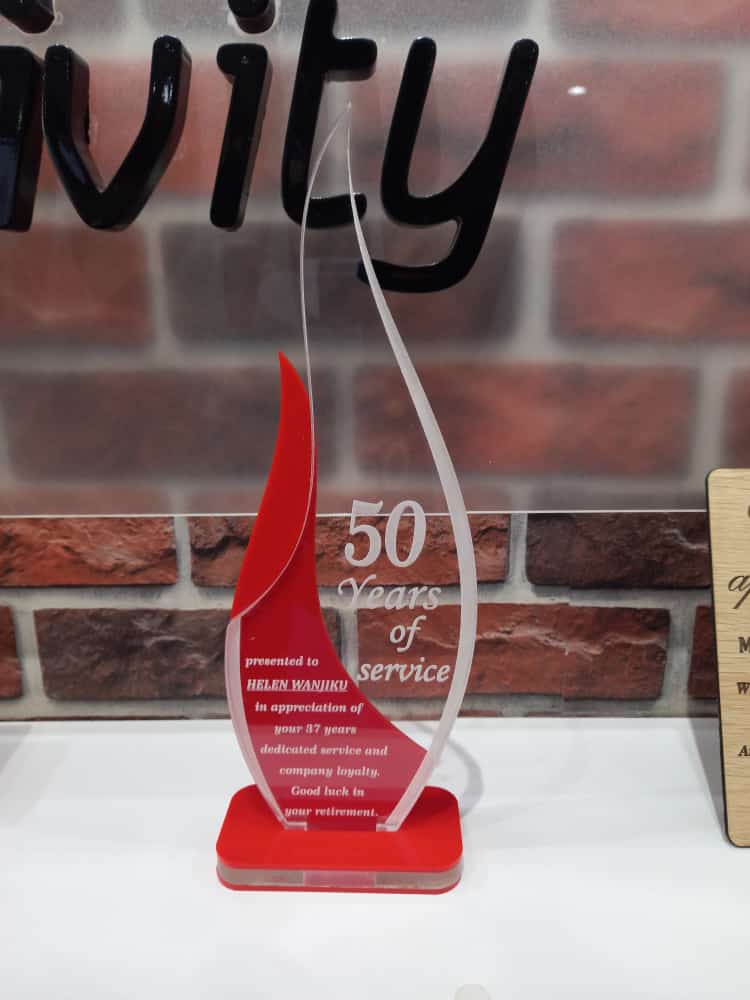 ivity
50
Years
of
service
presented to
HELEN WANJIKU
in appreciation of
your 37 years
dedicated service and
company loyalty.
Good luck in
your retirement.